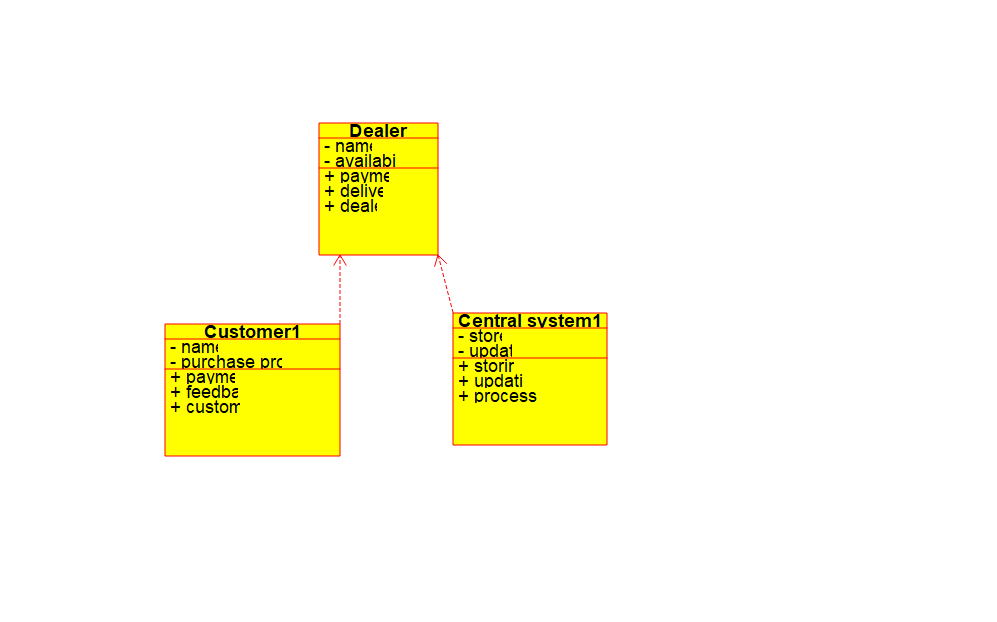 Dealer
- name
- availabi
+ payme
+ delive
+ deale
Customer1
- name
- purchase pro
+ payme
+ feedba
+ custom
Central system1
- store
- updat
+ storin
+ updati
+ process